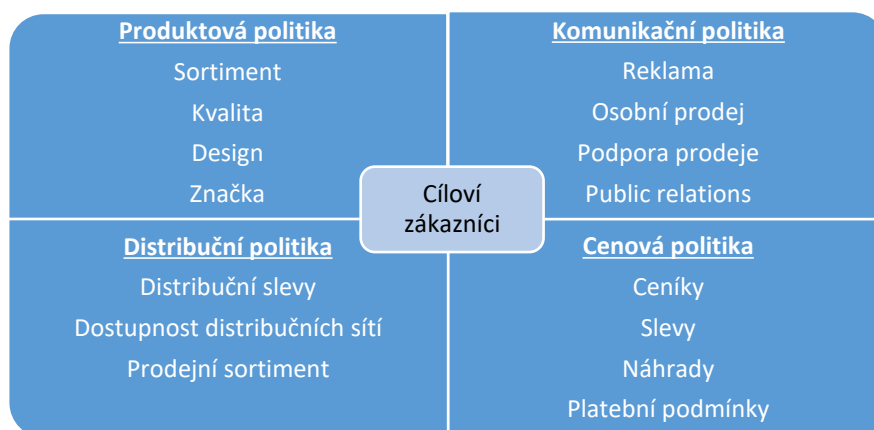 Produktová politika
Sortiment
Kvalita
Design
Značka
Komunikační politika
Reklama
Osobní prodej
Podpora prodeje
Public relations
Cíloví
zákazníci
Distribuční politika
Distribuční slevy
Dostupnost distribučních sítí
Prodejní sortiment
Cenová politika
Ceníky
Slevy
Náhrady
Platební podmínky